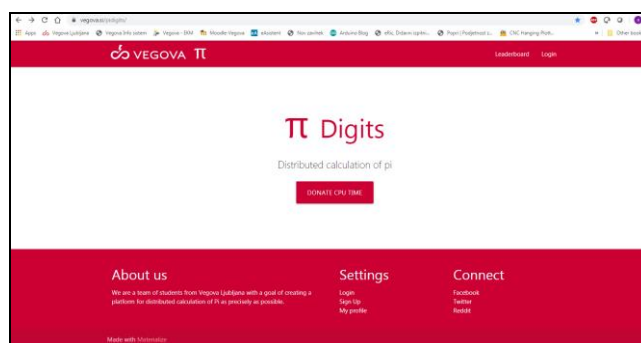 vegova.io/pidigits/
Apps Vegova Ljubljana Vegova Info sistem Vegova - EKM Moodle Vegova eAsistent Nov zavihek Arduino Blog
VEGOVA π
Leaderboard Login
π Digits
Distributed calculation of pi
DONATE CPU TIME
About us
We are a team of students from Vegova Ljubljana with a goal of creating a
platform for distributed calculation of Pi as precisely as possible.
Settings
Login
Sign Up
My profile
Connect
Facebook
Twitter
Reddit
Made with Materialize